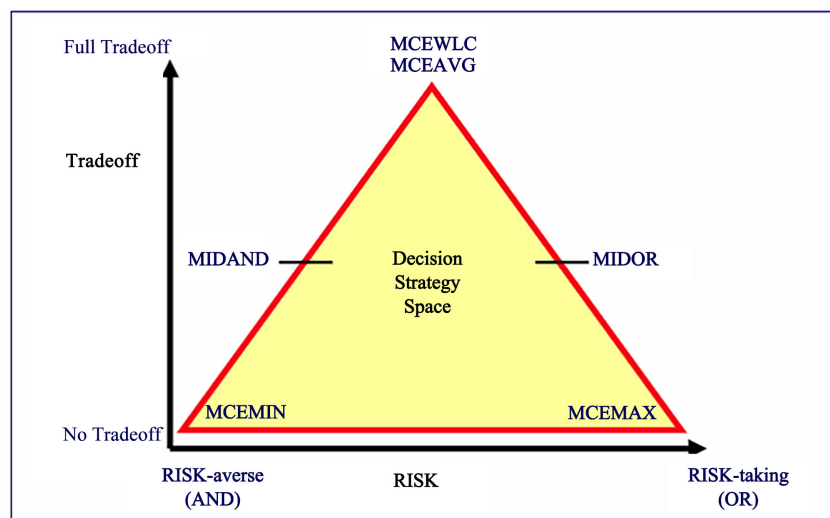 Full Tradeoff
MCEWLC
MCEAVG
Tradeoff
MIDAND
Decision
Strategy
Space
MIDOR
MCEMIN
MCEMAX
No Tradeoff
RISK-averse
(AND)
RISK
RISK-taking
(OR)